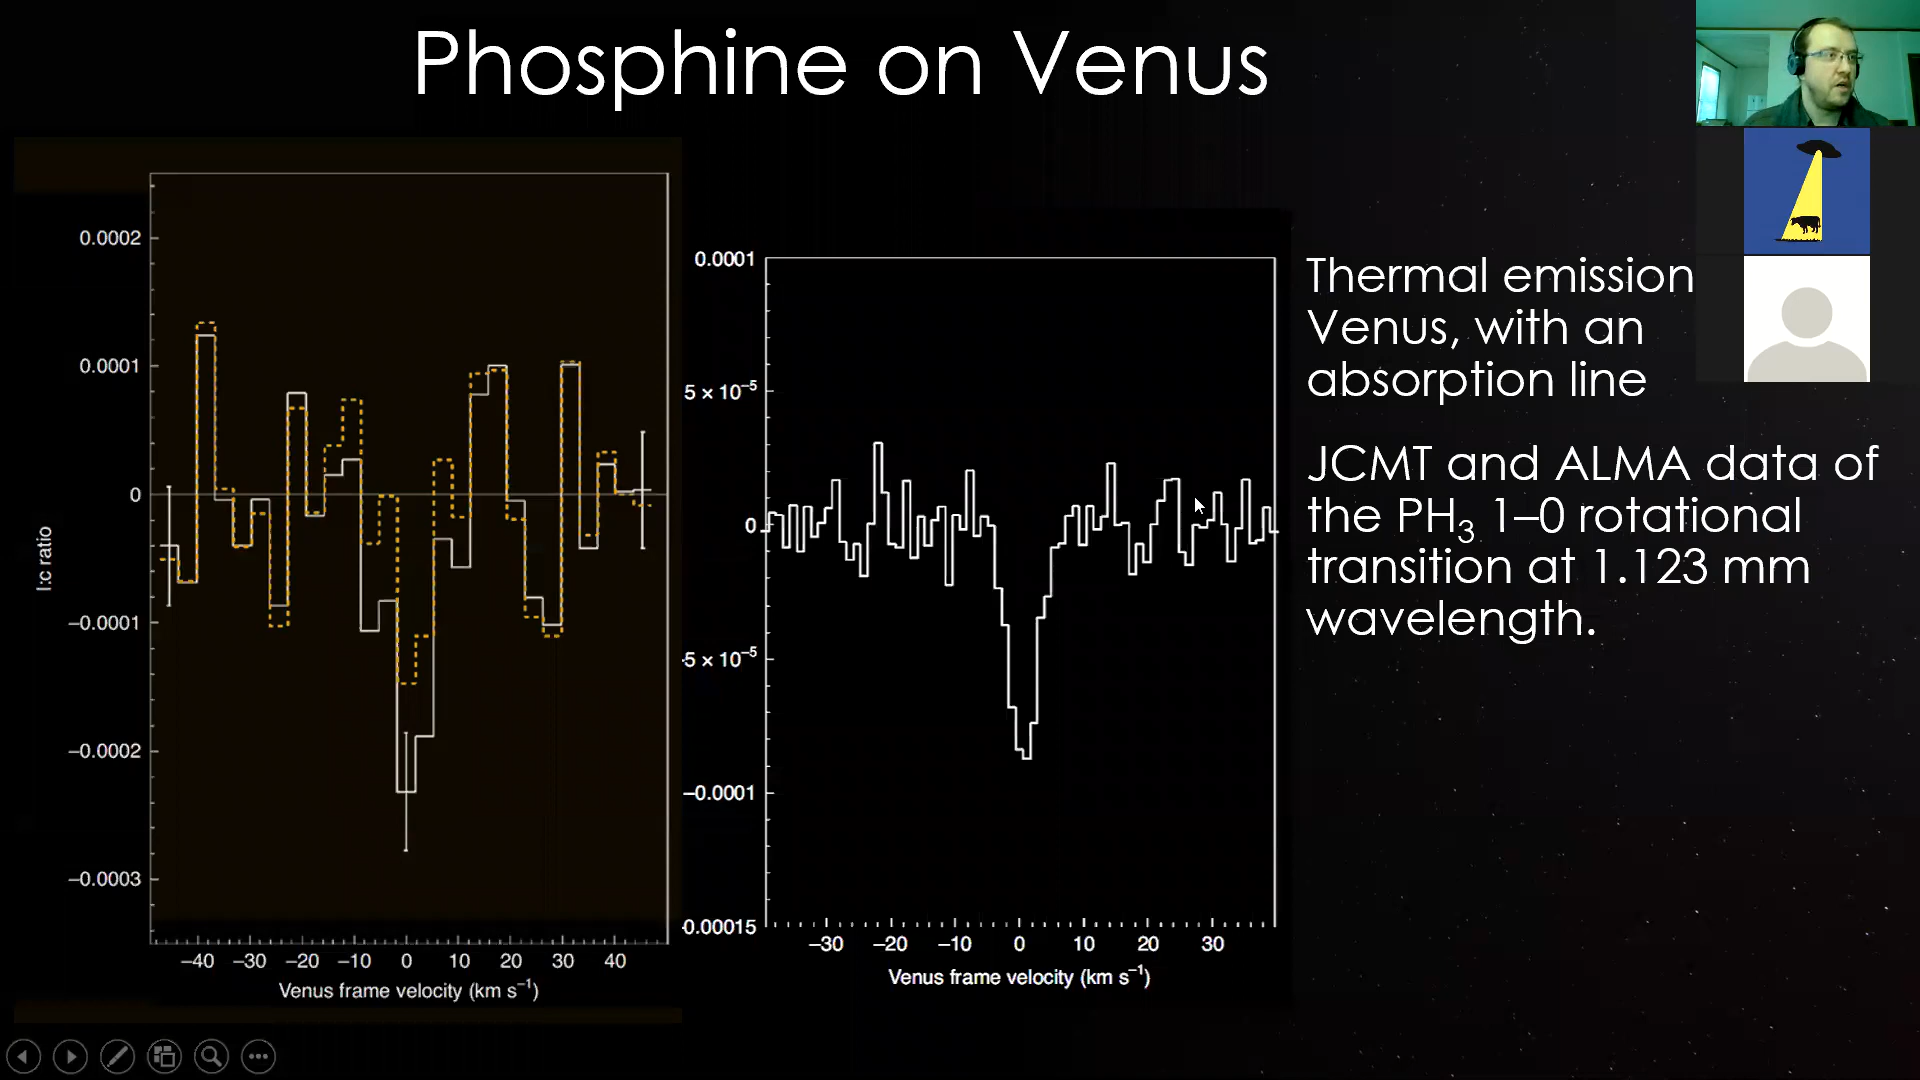 Phosphine on Venus
0.0002
0.0001
0
−0.0001
−0.0002
−0.0003
l:c ratio
−40 −30 −20 −10 0 10 20 30 40
Venus frame velocity (km s⁻¹)
0.0001
5 × 10⁻⁵
0
-5 × 10⁻⁵
−0.0001
-0.00015
−30 −20 −10 0 10 20 30
Venus frame velocity (km s⁻¹)
Thermal emission
Venus, with an
absorption line
JCMT and ALMA data of
the PH₃ 1–0 rotational
transition at 1.123 mm
wavelength.